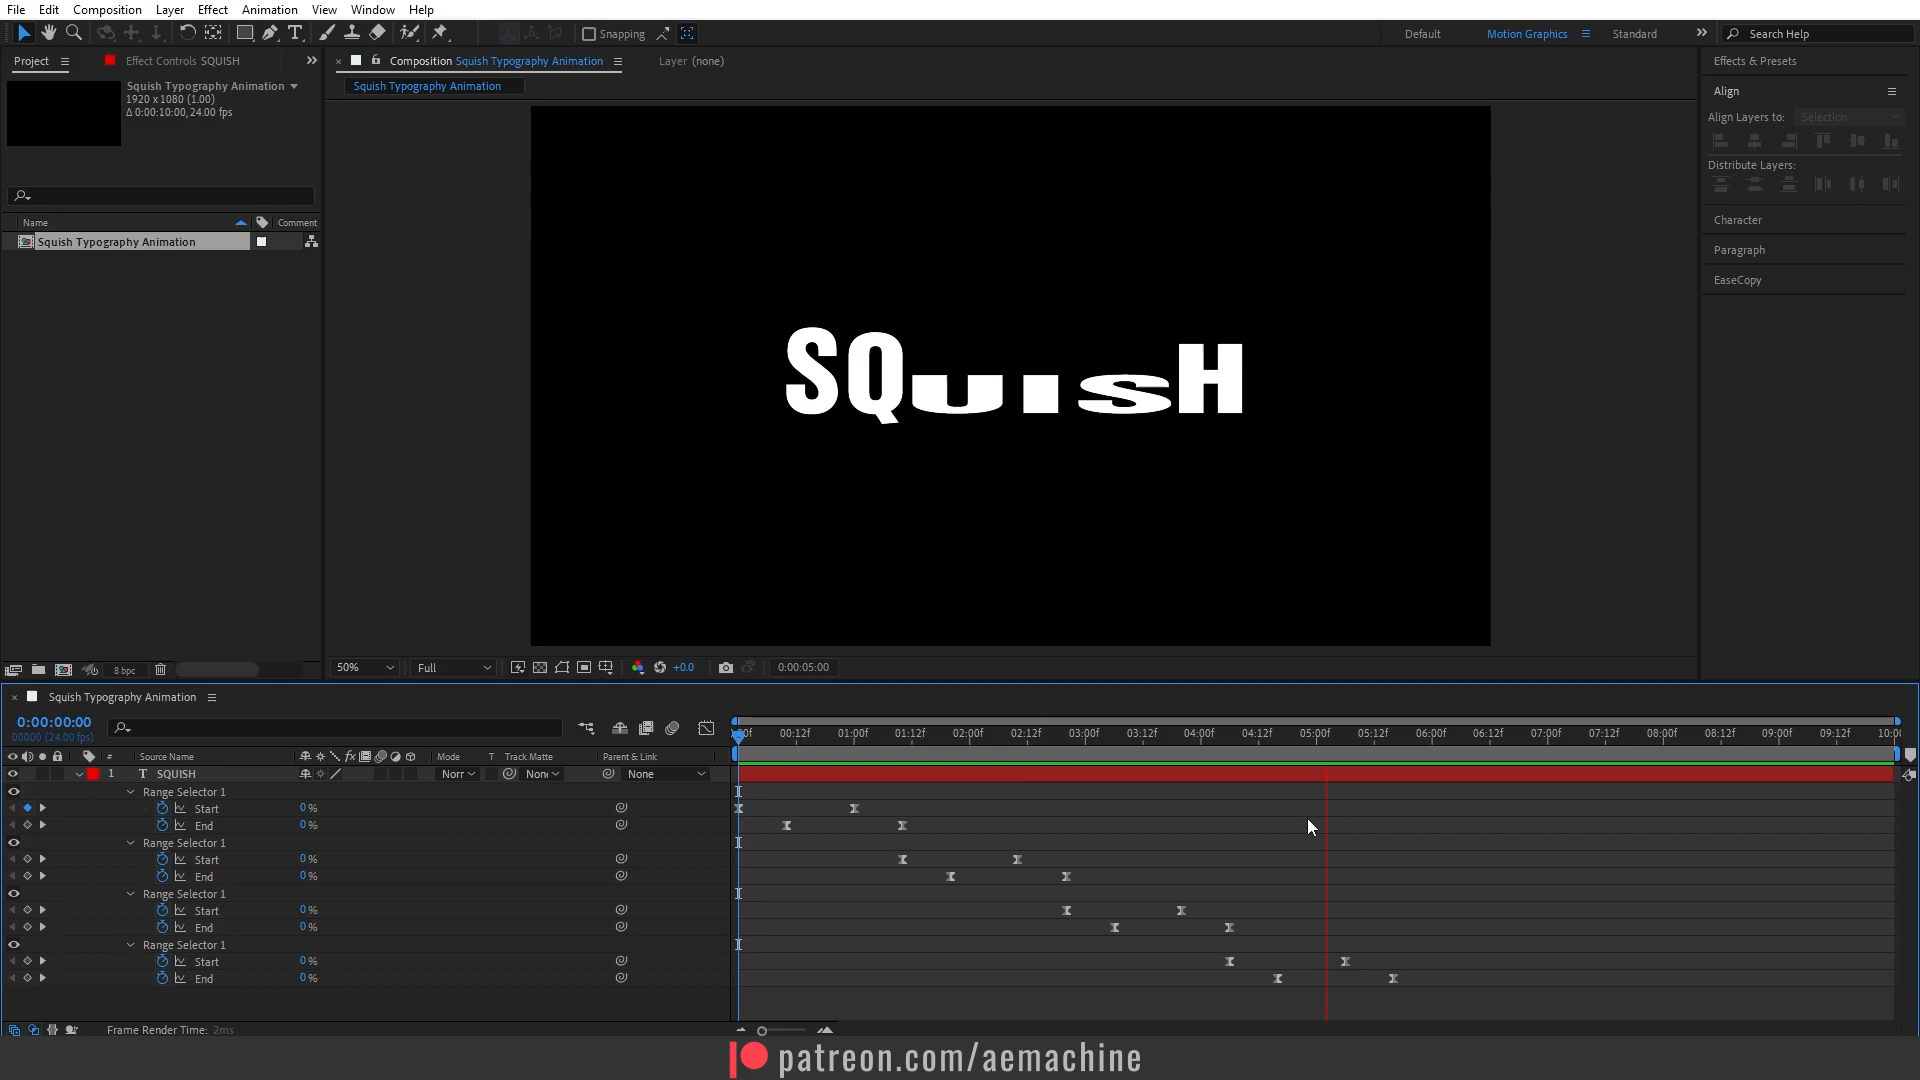 File Edit Composition Layer Effect Animation View Window Help
Snapping Default Motion Graphics Standard Search Help
Project Effect Controls SQUISH
Composition Squish Typography Animation Layer (none)
Squish Typography Animation
Squish Typography Animation
1920 x 1080 (1.00)
Δ 0:00:10:00, 24.00 fps
Name Comment
Squish Typography Animation
8 bpc
SQUISH
50% Full +0.0 0:00:05:00
Effects & Presets
Align
Align Layers to: Selection
Distribute Layers:
Character
Paragraph
EaseCopy
Squish Typography Animation
0:00:00:00
00000 (24.00 fps)
00:12f 01:00f 01:12f 02:00f 02:12f 03:00f 03:12f 04:00f 04:12f 05:00f 05:12f 06:00f 06:12f 07:00f 07:12f 08:00f 08:12f 09:00f 09:12f 10:0
# Source Name Mode T Track Matte Parent & Link
1 T SQUISH Norr None None
Range Selector 1
Start 0 %
End 0 %
Range Selector 1
Start 0 %
End 0 %
Range Selector 1
Start 0 %
End 0 %
Range Selector 1
Start 0 %
End 0 %
Frame Render Time: 2ms
patreon.com/aemachine